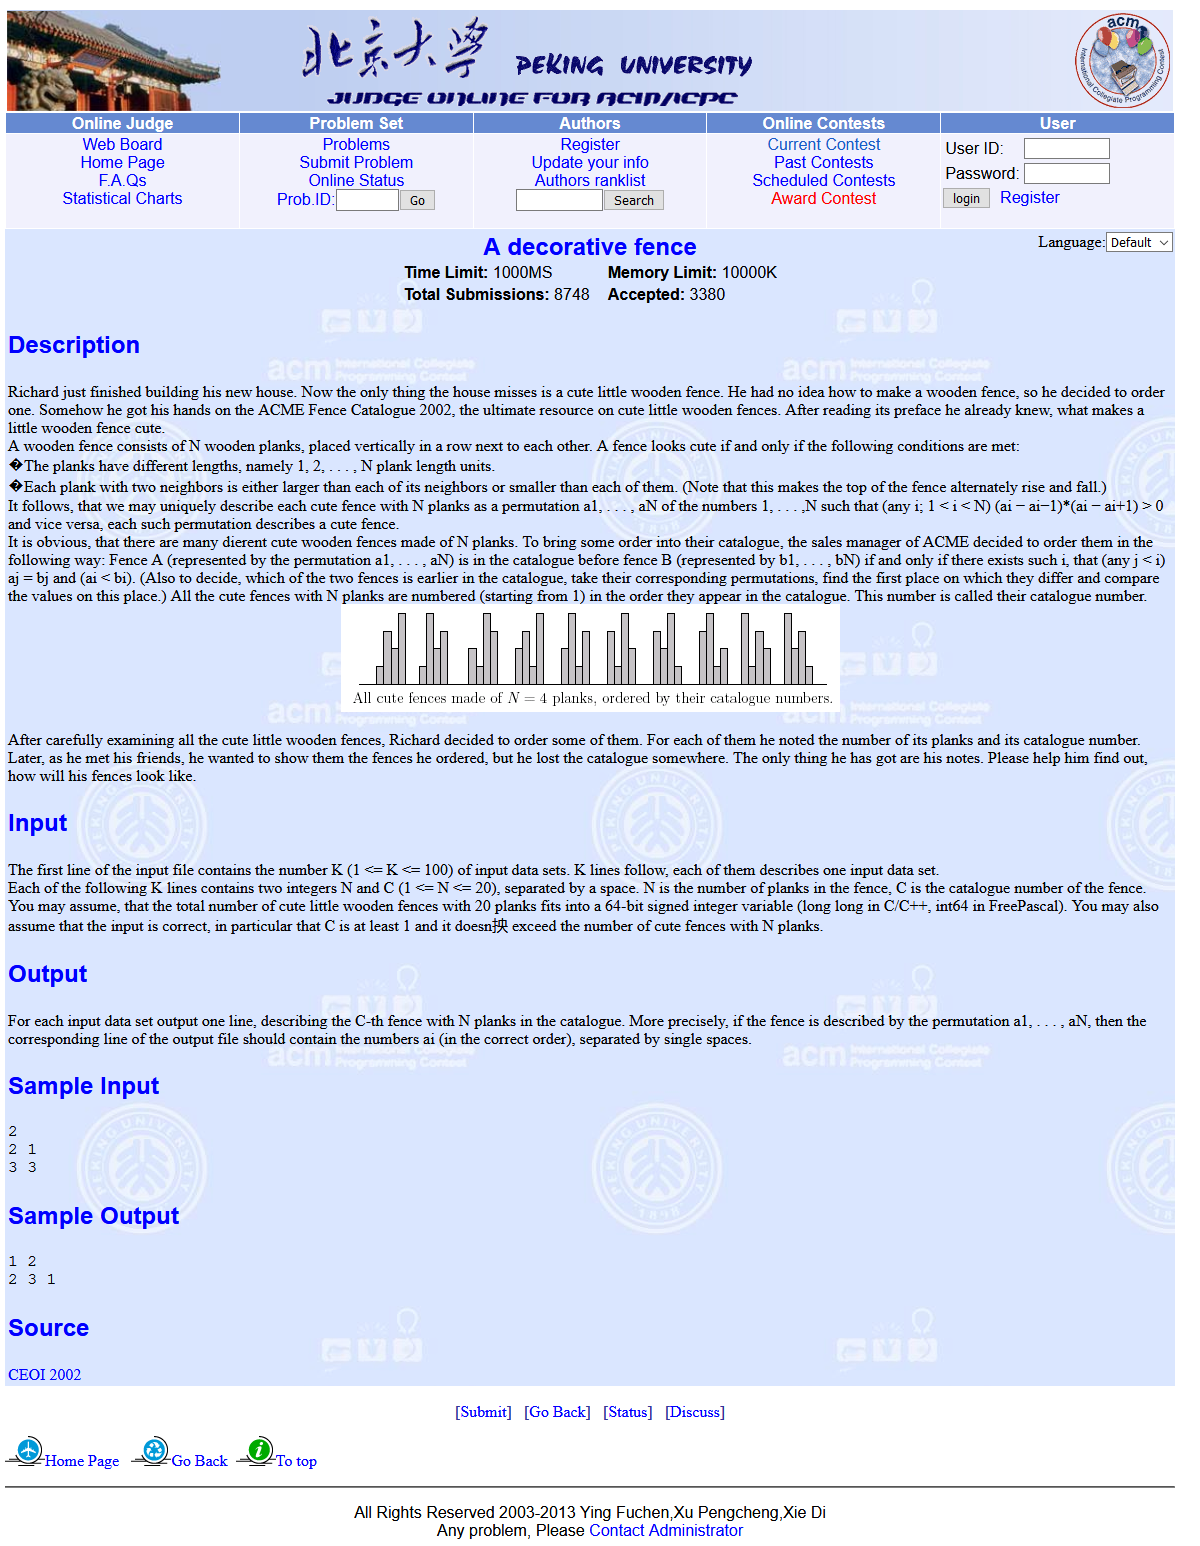 北京大学 PEKING UNIVERSITY
JUDGE ONLINE FOR ACM/ICPC
acm International Collegiate Programming Contest
Online Judge Problem Set Authors Online Contests User
Web Board Problems Register Current Contest User ID:
Home Page Submit Problem Update your info Past Contests Password:
F.A.Qs Online Status Authors ranklist Scheduled Contests
Statistical Charts Prob.ID: Go Search Award Contest login Register
A decorative fence Language: Default
Time Limit: 1000MS Memory Limit: 10000K
Total Submissions: 8748 Accepted: 3380
Description
Richard just finished building his new house. Now the only thing the house misses is a cute little wooden fence. He had no idea how to make a wooden fence, so he decided to order
one. Somehow he got his hands on the ACME Fence Catalogue 2002, the ultimate resource on cute little wooden fences. After reading its preface he already knew, what makes a
little wooden fence cute.
A wooden fence consists of N wooden planks, placed vertically in a row next to each other. A fence looks cute if and only if the following conditions are met:
�The planks have different lengths, namely 1, 2, . . . , N plank length units.
�Each plank with two neighbors is either larger than each of its neighbors or smaller than each of them. (Note that this makes the top of the fence alternately rise and fall.)
It follows, that we may uniquely describe each cute fence with N planks as a permutation a1, . . . , aN of the numbers 1, . . . ,N such that (any i; 1 < i < N) (ai − ai−1)*(ai − ai+1) > 0
and vice versa, each such permutation describes a cute fence.
It is obvious, that there are many dierent cute wooden fences made of N planks. To bring some order into their catalogue, the sales manager of ACME decided to order them in the
following way: Fence A (represented by the permutation a1, . . . , aN) is in the catalogue before fence B (represented by b1, . . . , bN) if and only if there exists such i, that (any j < i)
aj = bj and (ai < bi). (Also to decide, which of the two fences is earlier in the catalogue, take their corresponding permutations, find the first place on which they differ and compare
the values on this place.) All the cute fences with N planks are numbered (starting from 1) in the order they appear in the catalogue. This number is called their catalogue number.
All cute fences made of N = 4 planks, ordered by their catalogue numbers.
After carefully examining all the cute little wooden fences, Richard decided to order some of them. For each of them he noted the number of its planks and its catalogue number.
Later, as he met his friends, he wanted to show them the fences he ordered, but he lost the catalogue somewhere. The only thing he has got are his notes. Please help him find out,
how will his fences look like.
Input
The first line of the input file contains the number K (1 <= K <= 100) of input data sets. K lines follow, each of them describes one input data set.
Each of the following K lines contains two integers N and C (1 <= N <= 20), separated by a space. N is the number of planks in the fence, C is the catalogue number of the fence.
You may assume, that the total number of cute little wooden fences with 20 planks fits into a 64-bit signed integer variable (long long in C/C++, int64 in FreePascal). You may also
assume that the input is correct, in particular that C is at least 1 and it doesn抰 exceed the number of cute fences with N planks.
Output
For each input data set output one line, describing the C-th fence with N planks in the catalogue. More precisely, if the fence is described by the permutation a1, . . . , aN, then the
corresponding line of the output file should contain the numbers ai (in the correct order), separated by single spaces.
Sample Input
2
2 1
3 3
Sample Output
1 2
2 3 1
Source
CEOI 2002
[Submit] [Go Back] [Status] [Discuss]
Home Page Go Back To top
All Rights Reserved 2003-2013 Ying Fuchen,Xu Pengcheng,Xie Di
Any problem, Please Contact Administrator